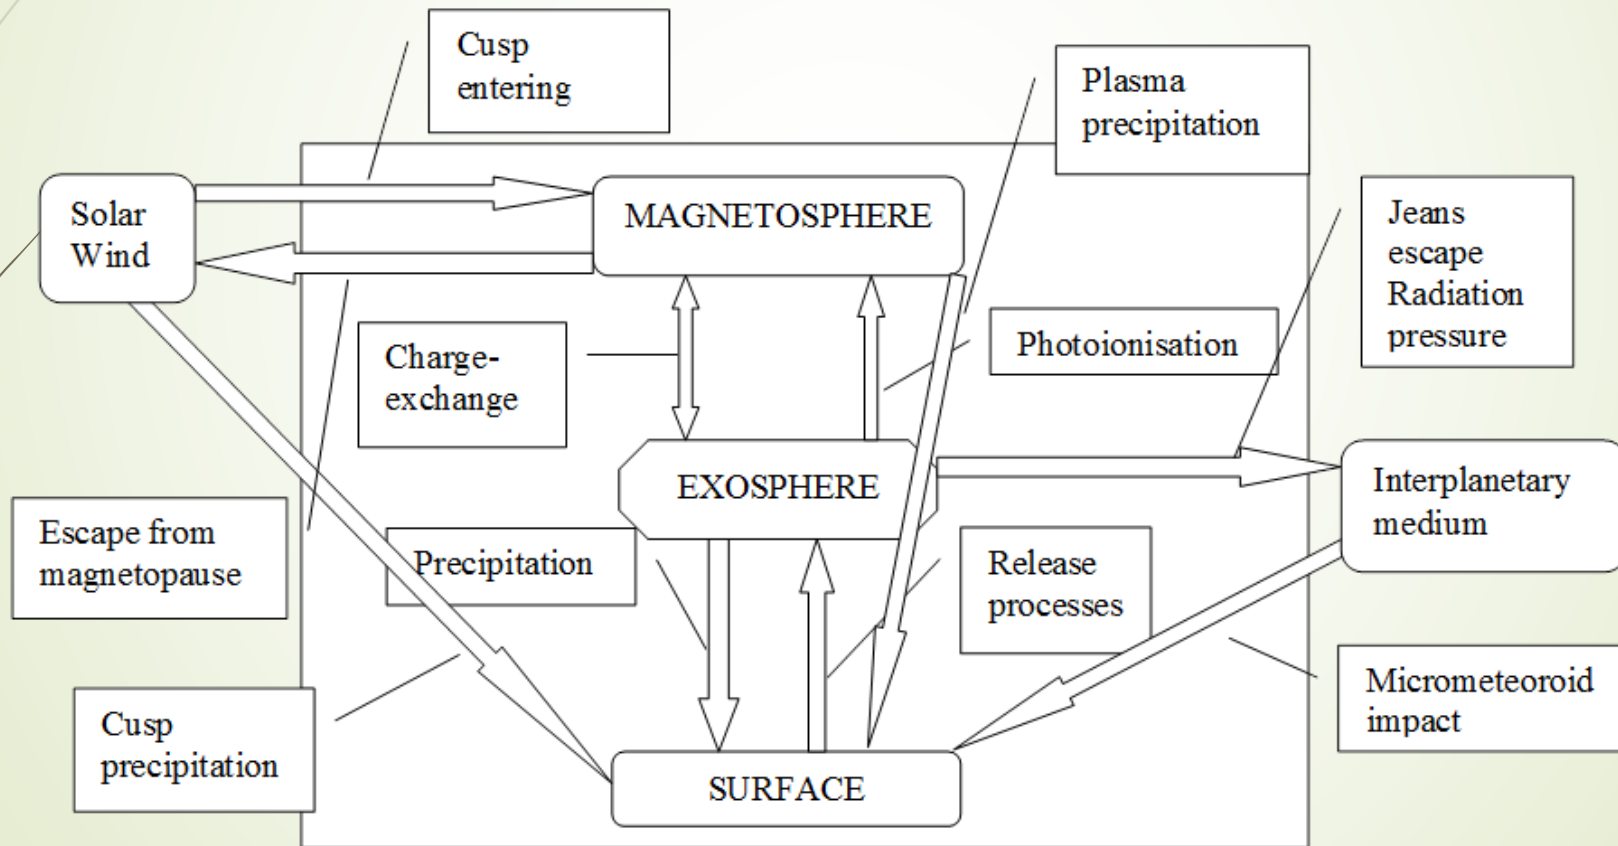 Cusp
entering
Plasma
precipitation
Solar
Wind
MAGNETOSPHERE
Jeans
escape
Radiation
pressure
Charge-
exchange
Photoionisation
EXOSPHERE
Interplanetary
medium
Escape from
magnetopause
Precipitation
Release
processes
Micrometeoroid
impact
Cusp
precipitation
SURFACE